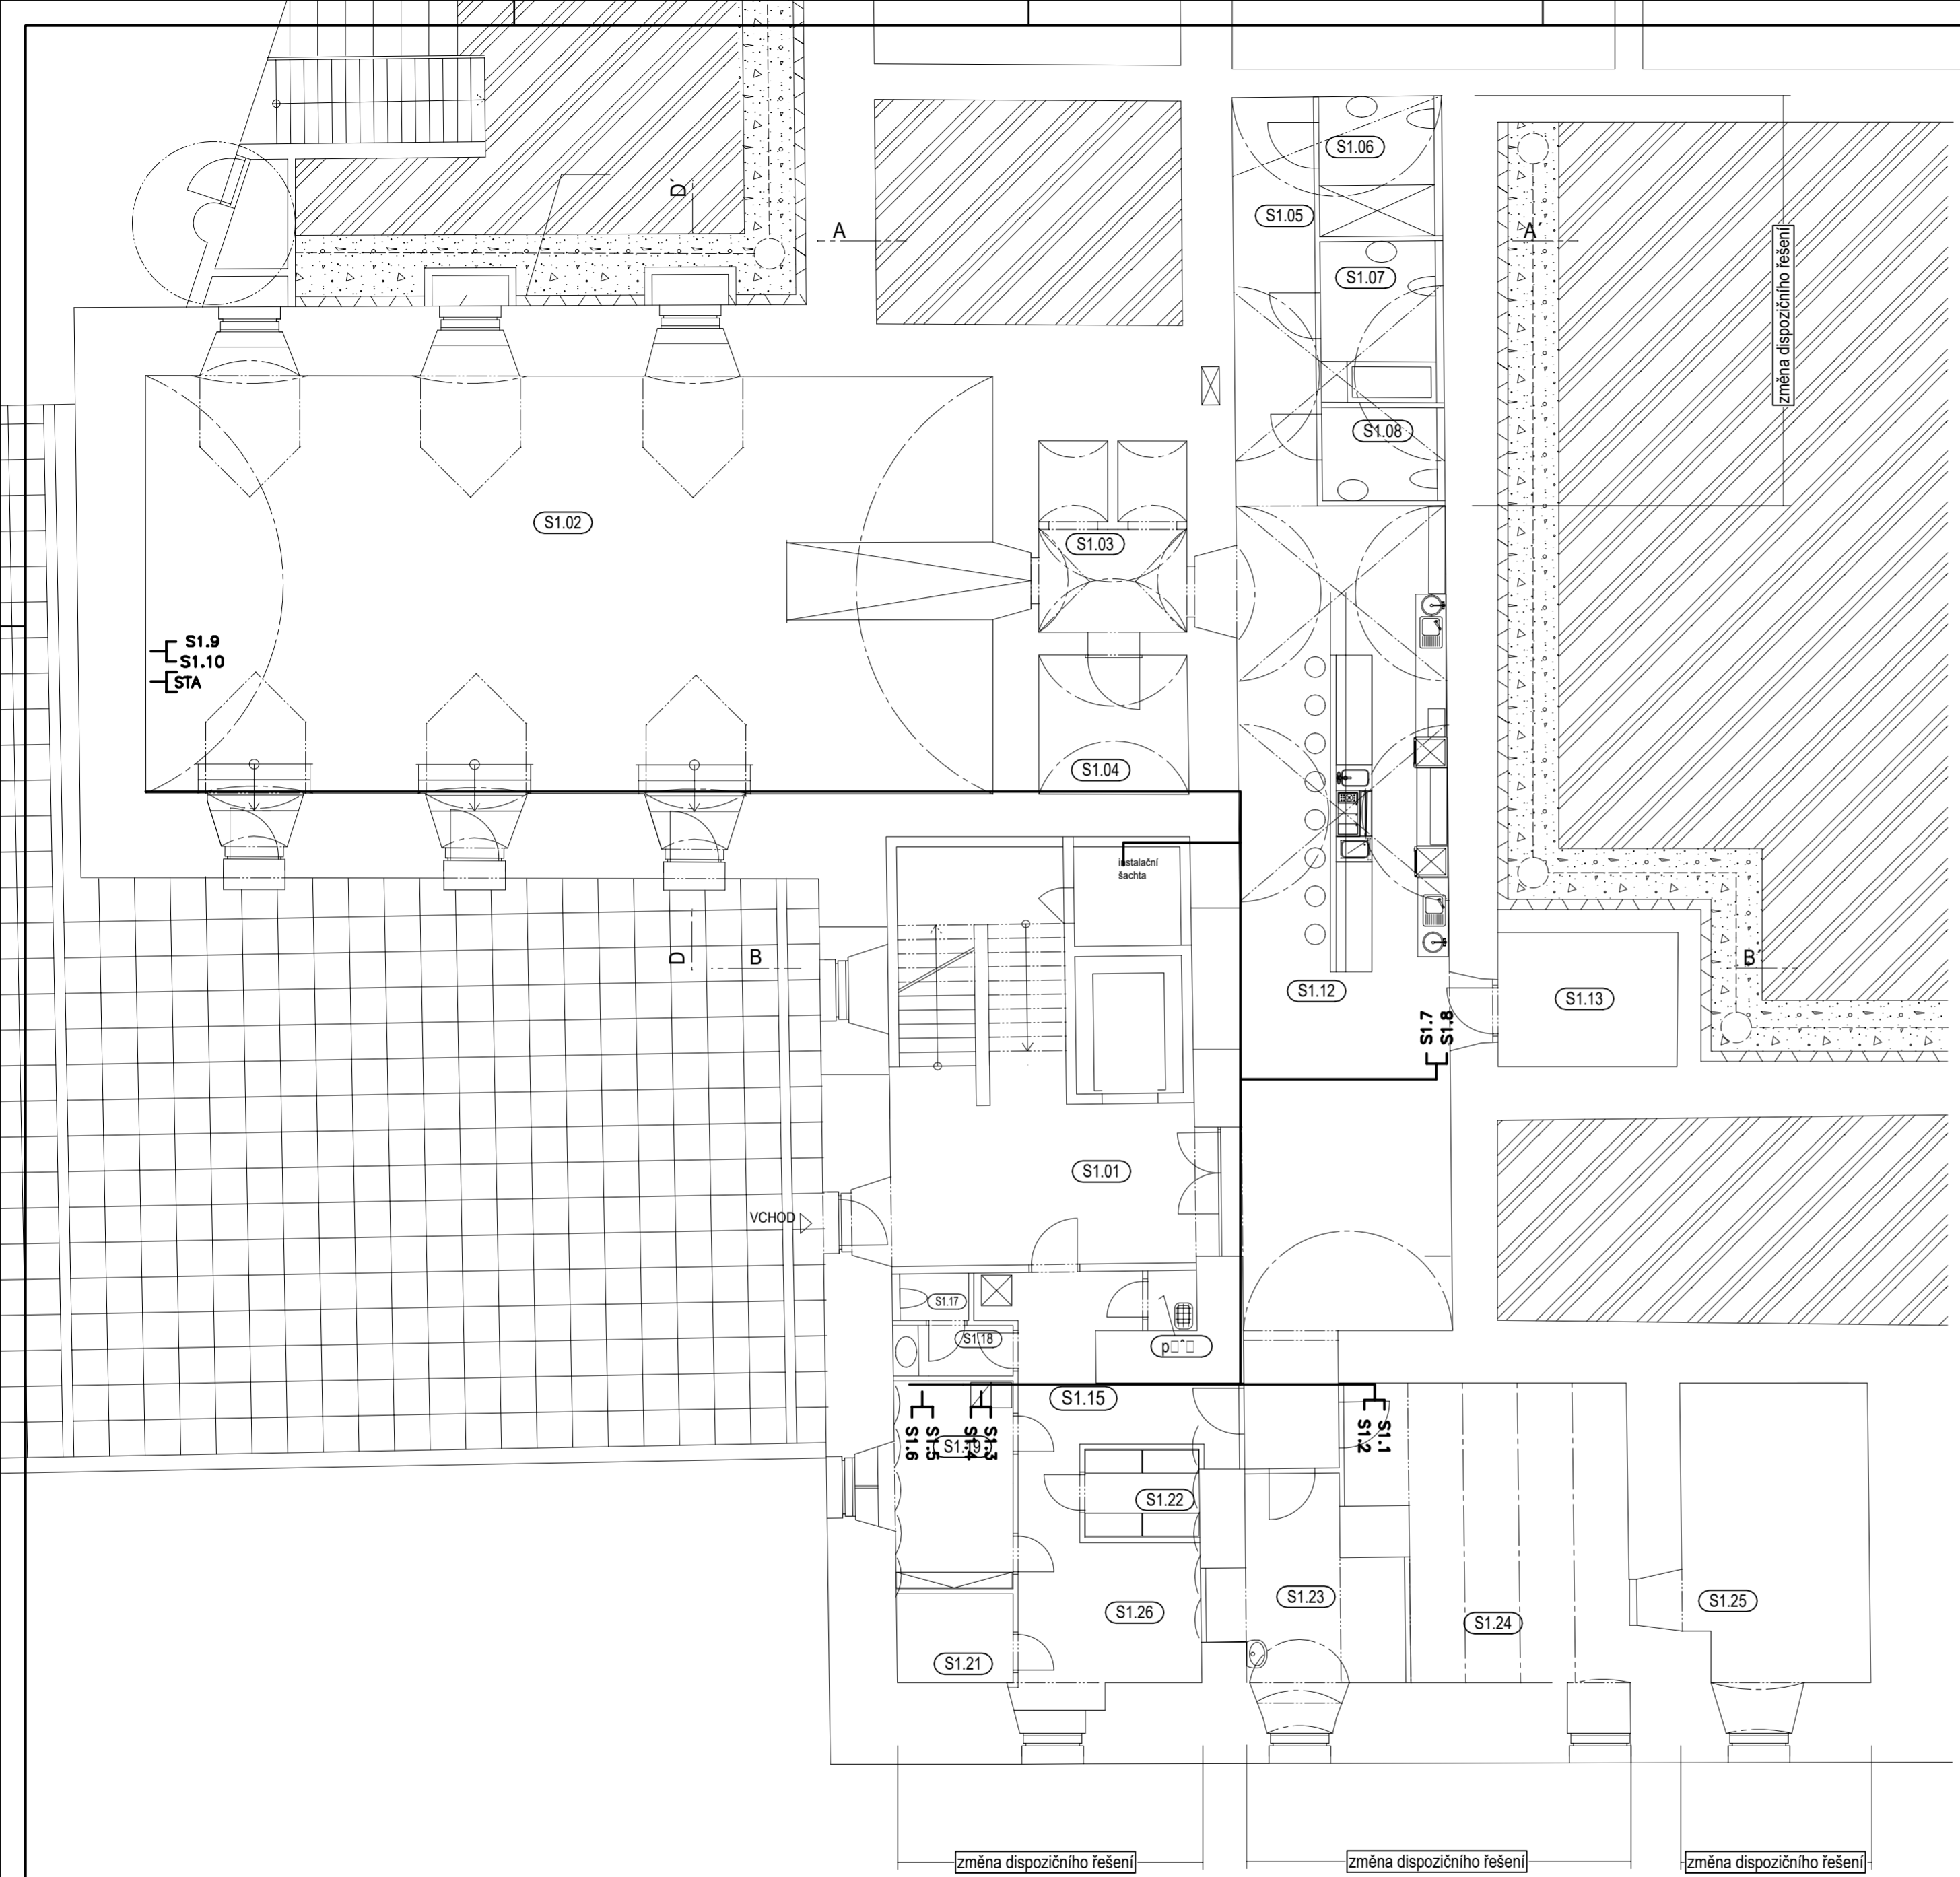 S1.06
D´
S1.05
A
A´
změna dispozičního řešení
S1.07
S1.08
S1.02
S1.03
S1.9
S1.10
STA
S1.04
instalační
šachta
D
B
B´
S1.12
S1.13
S1.7
S1.8
S1.01
VCHOD
S1.17
S1.18
S1.15
S1.6
S1.5
S1.19
S1.4
S1.3
S1.2
S1.1
S1.22
S1.23
S1.26
S1.24
S1.25
S1.21
změna dispozičního řešení
změna dispozičního řešení
změna dispozičního řešení